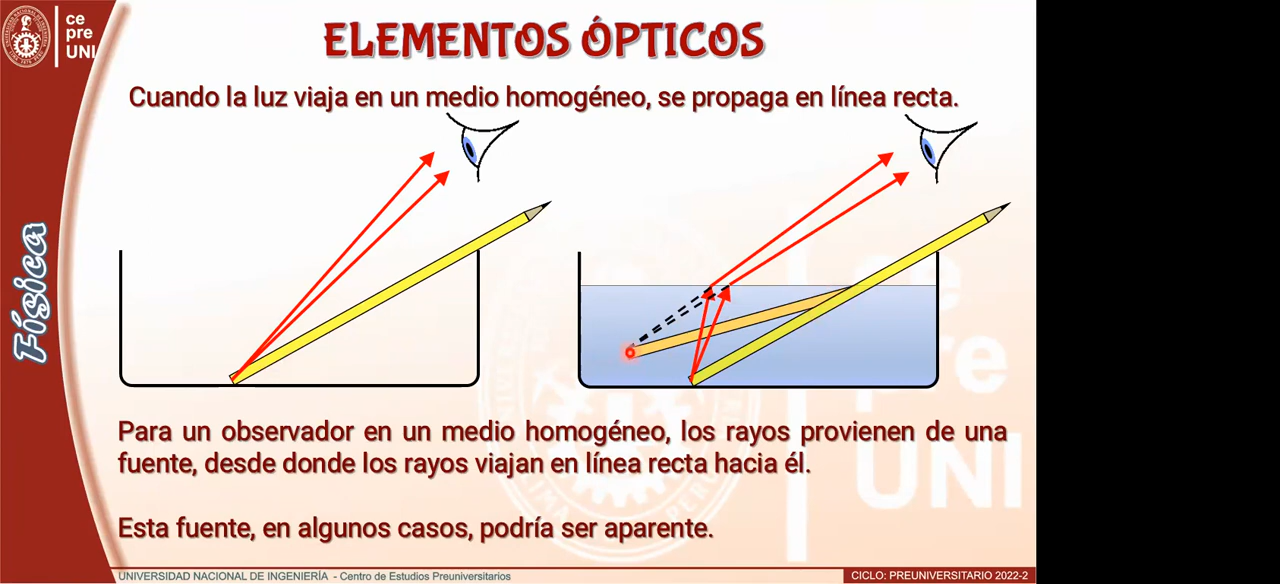 ce
pre
UNI
ELEMENTOS ÓPTICOS
Cuando la luz viaja en un medio homogéneo, se propaga en línea recta.
Física
Para un observador en un medio homogéneo, los rayos provienen de una
fuente, desde donde los rayos viajan en línea recta hacia él.
Esta fuente, en algunos casos, podría ser aparente.
ce
pre
UNI
UNIVERSIDAD NACIONAL DE INGENIERÍA - Centro de Estudios Preuniversitarios
CICLO: PREUNIVERSITARIO 2022-2